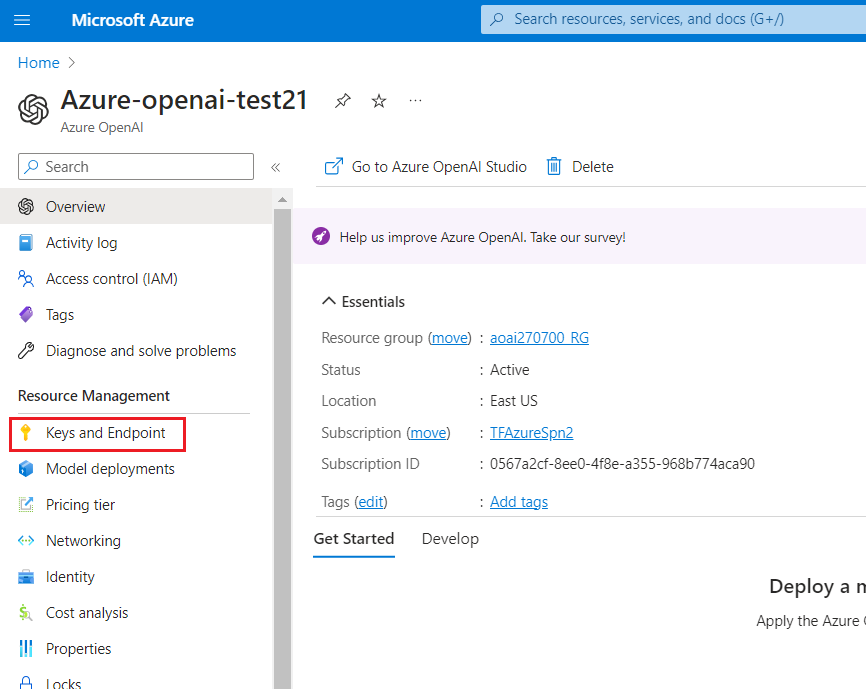 Microsoft Azure
Search resources, services, and docs (G+/)
Home
Azure-openai-test21
Azure OpenAI
Search
Go to Azure OpenAI Studio
Delete
Overview
Activity log
Access control (IAM)
Tags
Diagnose and solve problems
Resource Management
Keys and Endpoint
Model deployments
Pricing tier
Networking
Identity
Cost analysis
Properties
Locks
Help us improve Azure OpenAI. Take our survey!
Essentials
Resource group (move) : aoai270700_RG
Status : Active
Location : East US
Subscription (move) : TFAzureSpn2
Subscription ID : 0567a2cf-8ee0-4f8e-a355-968b774aca90
Tags (edit) : Add tags
Get Started Develop
Deploy a
Apply the Azure